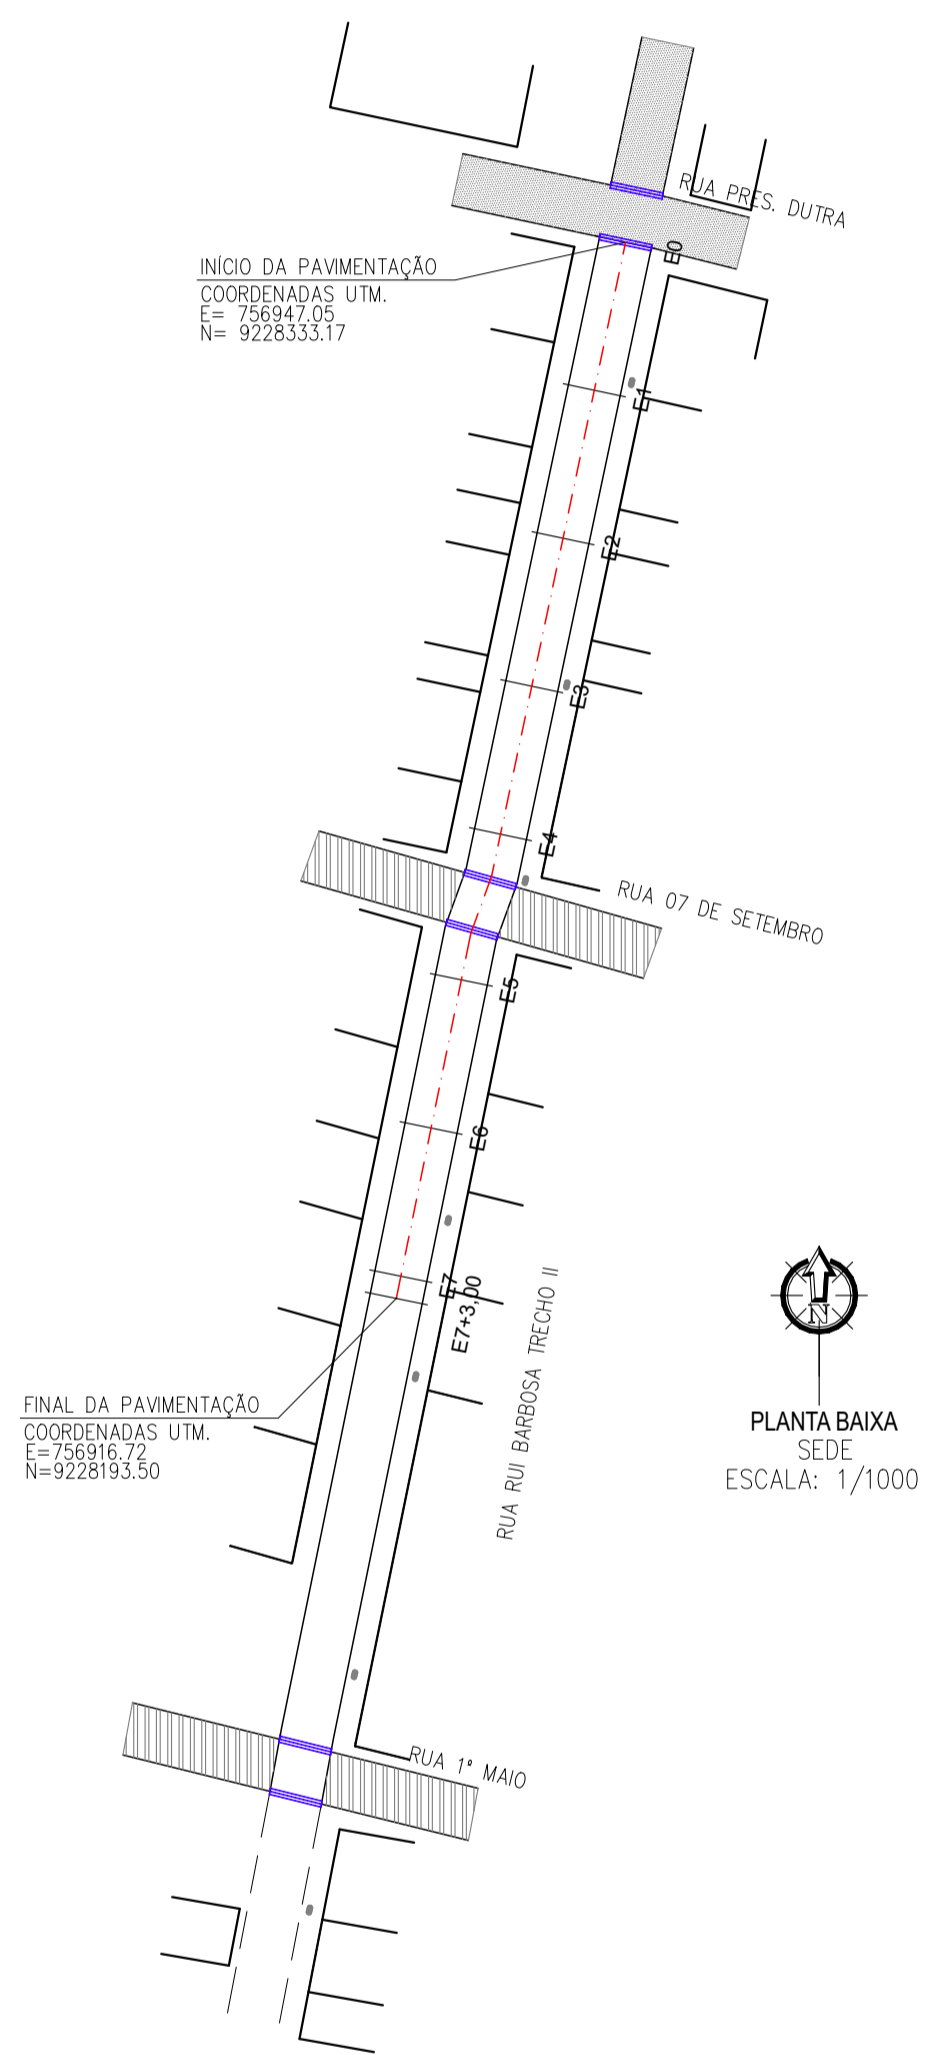 RUA PRES. DUTRA
E0
INÍCIO DA PAVIMENTAÇÃO
COORDENADAS UTM.
E= 756947.05
N= 9228333.17
E1
E2
E3
E4
RUA 07 DE SETEMBRO
E5
E6
E7
E7+3,00
RUA RUI BARBOSA TRECHO II
N
FINAL DA PAVIMENTAÇÃO
COORDENADAS UTM.
E=756916.72
N=9228193.50
PLANTA BAIXA
SEDE
ESCALA: 1/1000
RUA 1° MAIO